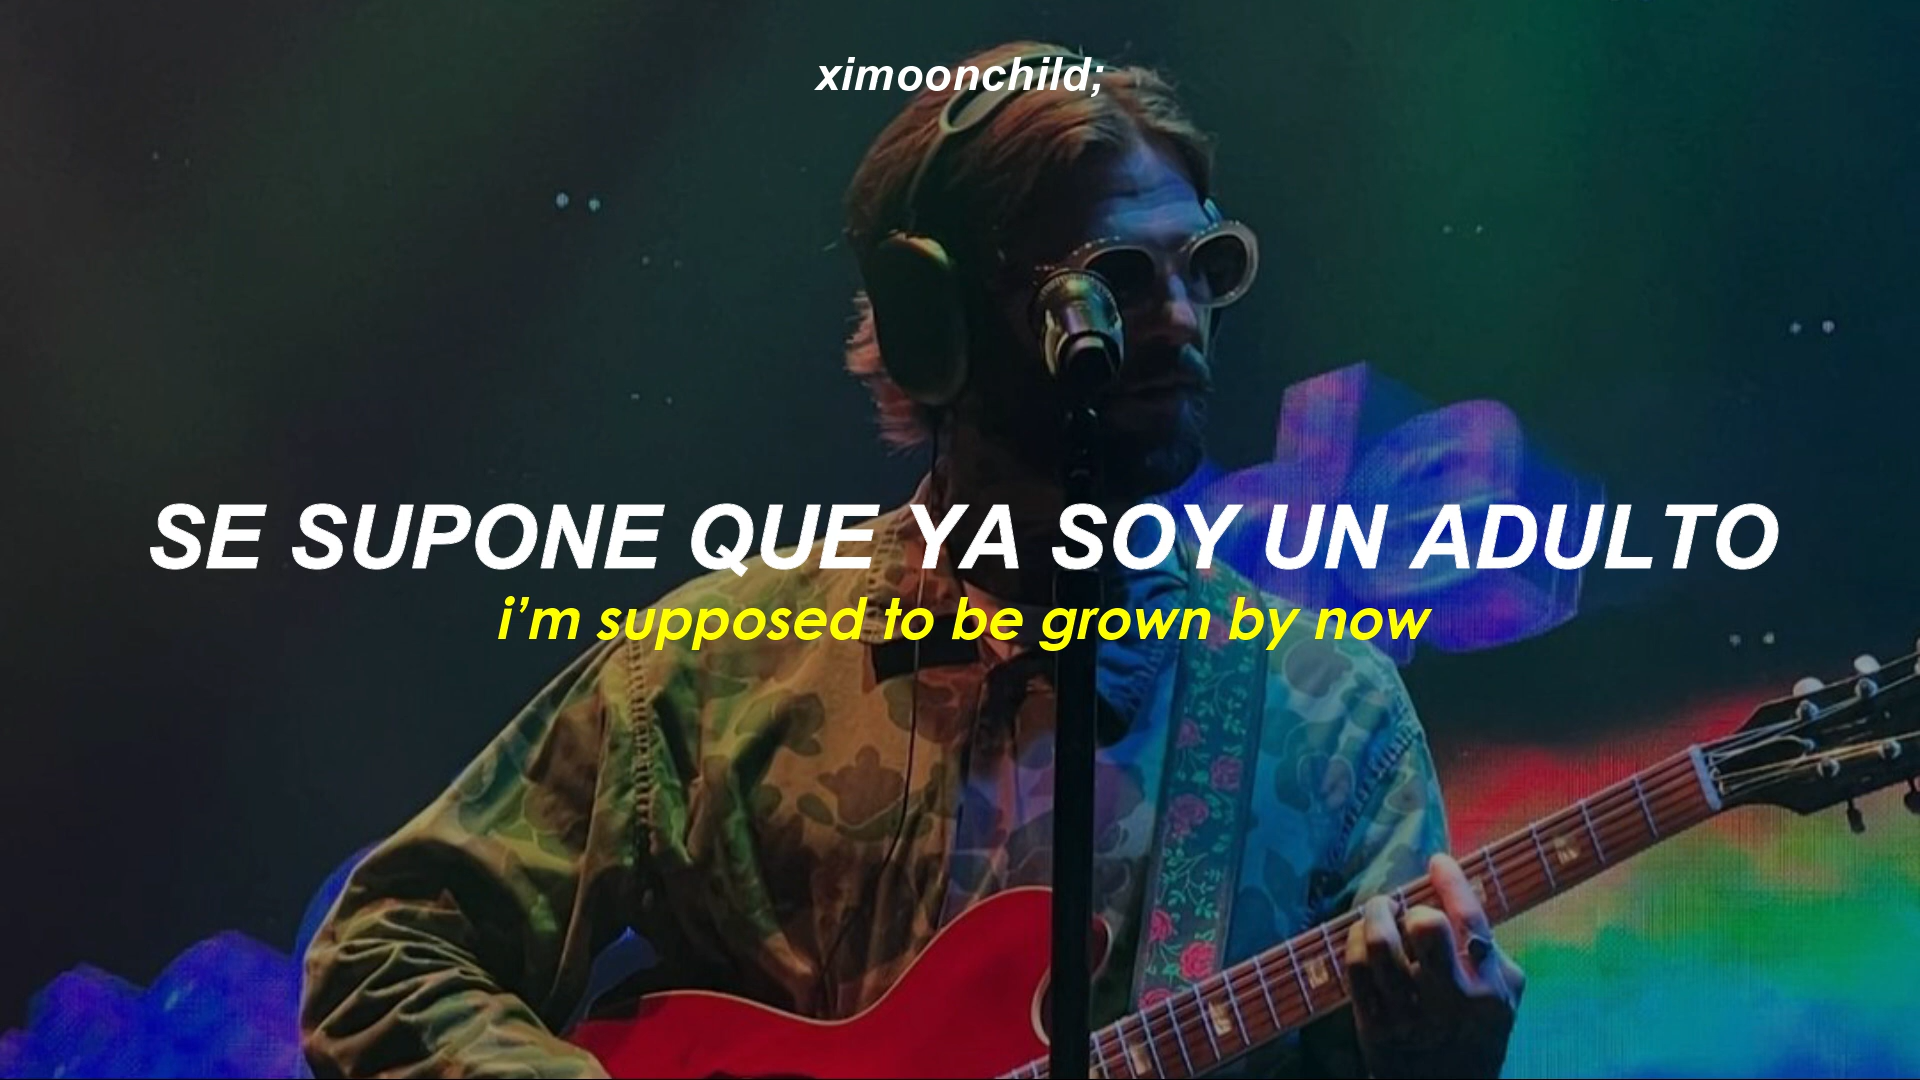 ximoonchild;
SE SUPONE QUE YA SOY UN ADULTO
i’m supposed to be grown by now